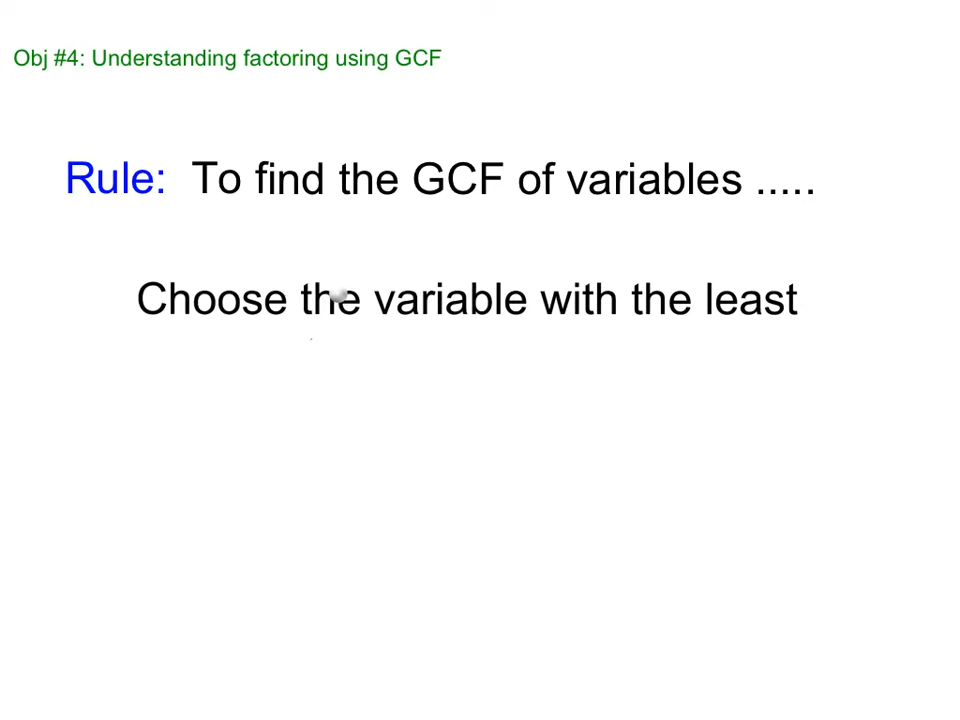 Obj #4: Understanding factoring using GCF
Rule: To find the GCF of variables .....
Choose the variable with the least